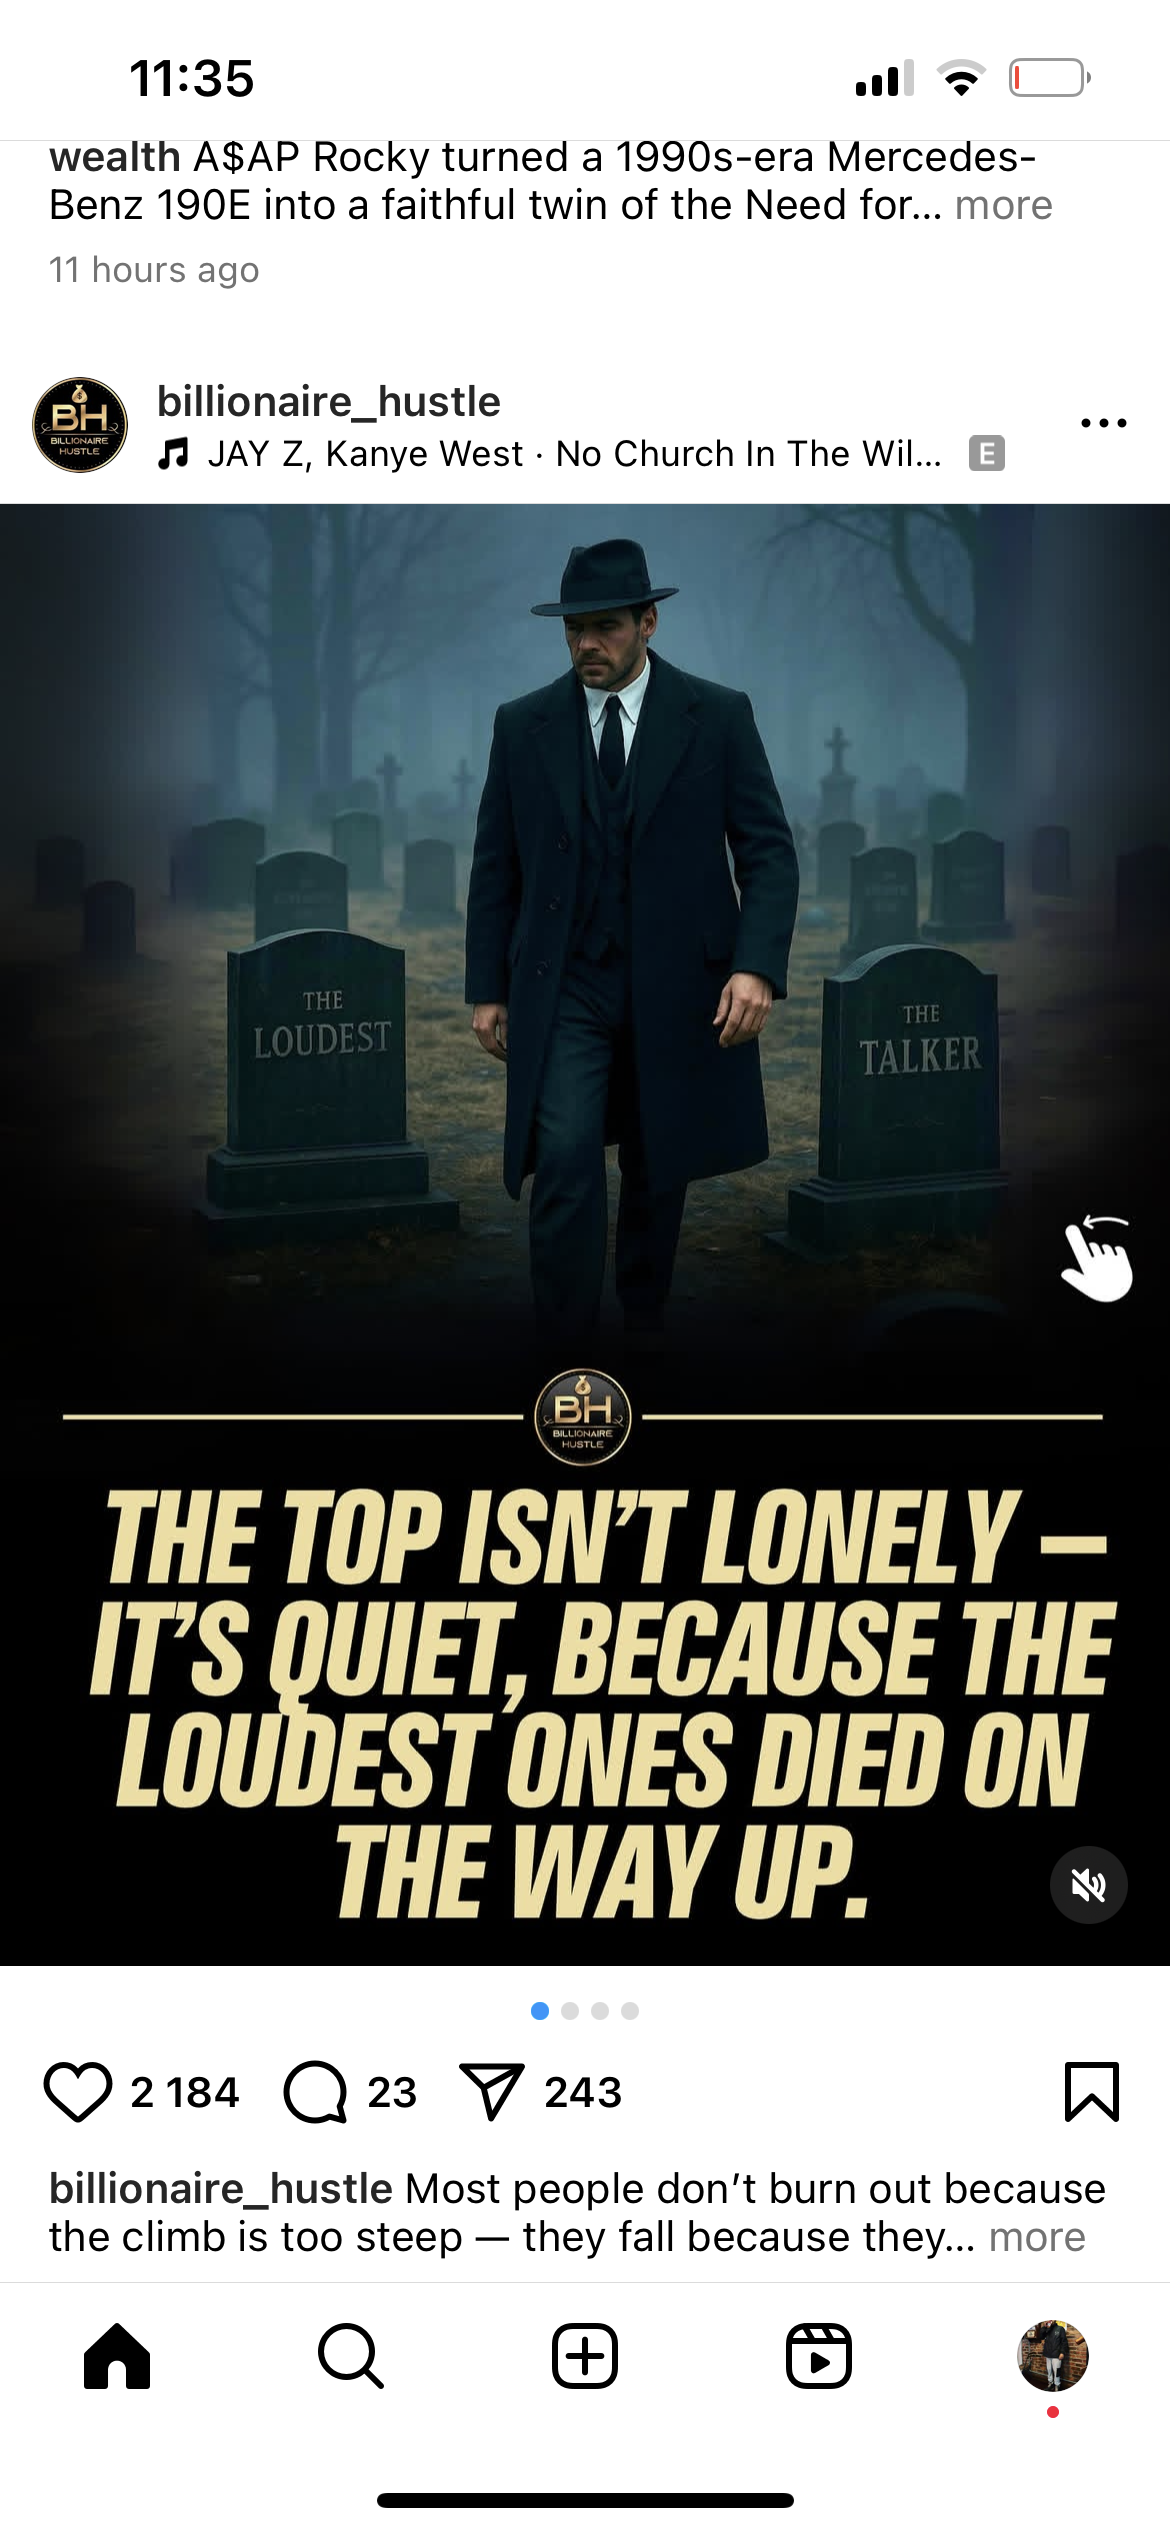 11:35
wealth A$AP Rocky turned a 1990s-era Mercedes-
Benz 190E into a faithful twin of the Need for... more
11 hours ago
BH
BILLIONAIRE
HUSTLE
billionaire_hustle
JAY Z, Kanye West · No Church In The Wil... E
THE
LOUDEST
THE
TALKER
BH
BILLIONAIRE
HUSTLE
THE TOP ISN'T LONELY –
IT'S QUIET, BECAUSE THE
LOUDEST ONES DIED ON
THE WAY UP.
2 184 23 243
billionaire_hustle Most people don’t burn out because
the climb is too steep — they fall because they... more